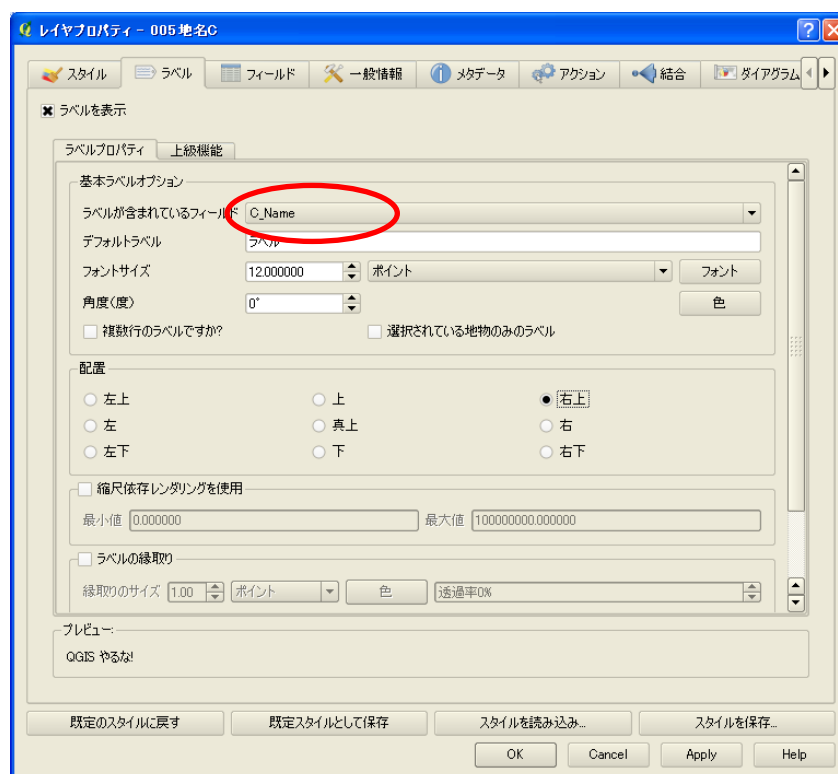 レイヤプロパティ - 005地名C
スタイル ラベル フィールド 一般情報 メタデータ アクション 結合 ダイアグラム
ラベルを表示
ラベルプロパティ 上級機能
基本ラベルオプション
ラベルが含まれているフィールド C_Name
デフォルトラベル ラベル
フォントサイズ 12.000000 ポイント フォント
角度(度) 0° 色
複数行のラベルですか? 選択されている地物のみのラベル
配置
左上 上 右上
左 真上 右
左下 下 右下
縮尺依存レンダリングを使用
最小値 0.000000 最大値 100000000.000000
ラベルの縁取り
縁取りのサイズ 1.00 ポイント 色 透過率0%
プレビュー:
QGIS やるな!
既定のスタイルに戻す 既定スタイルとして保存 スタイルを読み込み... スタイルを保存...
OK Cancel Apply Help